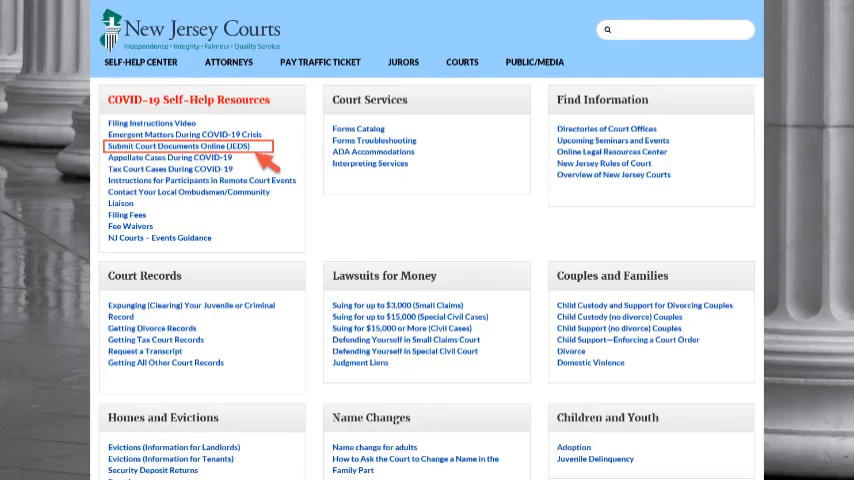 New Jersey Courts
Independence • Integrity • Fairness • Quality Service
SELF-HELP CENTER ATTORNEYS PAY TRAFFIC TICKET JURORS COURTS PUBLIC/MEDIA
COVID-19 Self-Help Resources
Filing Instructions Video
Emergent Matters During COVID-19 Crisis
Submit Court Documents Online (JEDS)
Appellate Cases During COVID-19
Tax Court Cases During COVID-19
Instructions for Participants in Remote Court Events
Contact Your Local Ombudsman/Community
Liaison
Filing Fees
Fee Waivers
NJ Courts - Events Guidance
Court Services
Forms Catalog
Forms Troubleshooting
ADA Accommodations
Interpreting Services
Find Information
Directories of Court Offices
Upcoming Seminars and Events
Online Legal Resources Center
New Jersey Rules of Court
Overview of New Jersey Courts
Court Records
Expunging (Clearing) Your Juvenile or Criminal
Record
Getting Divorce Records
Getting Tax Court Records
Request a Transcript
Getting All Other Court Records
Lawsuits for Money
Suing for up to $3,000 (Small Claims)
Suing for up to $15,000 (Special Civil Cases)
Suing for $15,000 or More (Civil Cases)
Defending Yourself in Small Claims Court
Defending Yourself in Special Civil Court
Judgment Liens
Couples and Families
Child Custody and Support for Divorcing Couples
Child Custody (no divorce) Couples
Child Support (no divorce) Couples
Child Support—Enforcing a Court Order
Divorce
Domestic Violence
Homes and Evictions
Evictions (Information for Landlords)
Evictions (Information for Tenants)
Security Deposit Returns
Name Changes
Name change for adults
How to Ask the Court to Change a Name in the
Family Part
Children and Youth
Adoption
Juvenile Delinquency